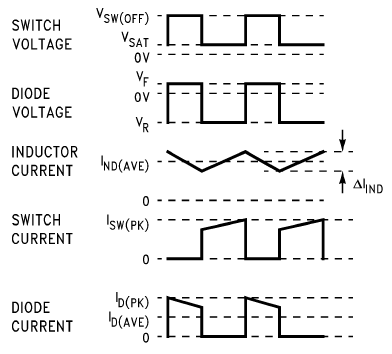 SWITCH
VOLTAGE
VSW(OFF)
VSAT
0V
DIODE
VOLTAGE
VF
0V
VR
INDUCTOR
CURRENT
IND(AVE)
ΔIIND
0
SWITCH
CURRENT
ISW(PK)
0
DIODE
CURRENT
ID(PK)
ID(AVE)
0